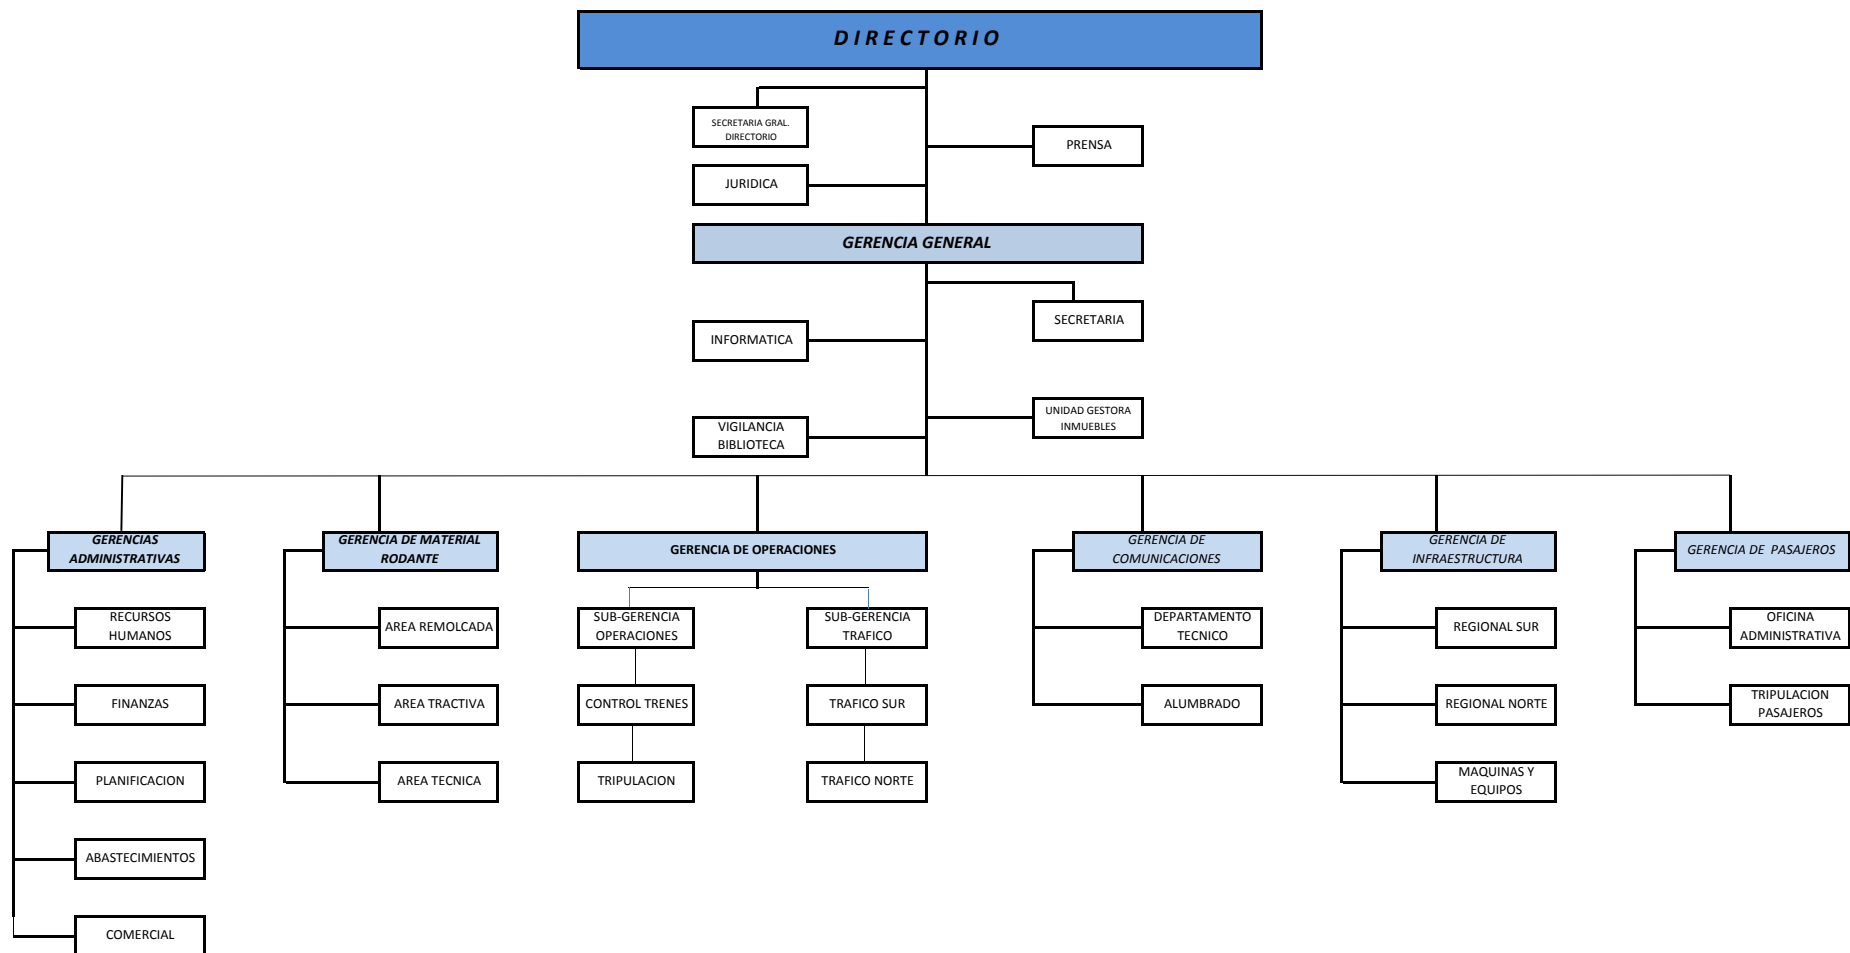 DIRECTORIO
SECRETARIA GRAL.
DIRECTORIO
PRENSA
JURIDICA
GERENCIA GENERAL
SECRETARIA
INFORMATICA
UNIDAD GESTORA
INMUEBLES
VIGILANCIA
BIBLIOTECA
GERENCIAS
ADMINISTRATIVAS
GERENCIA DE MATERIAL
RODANTE
GERENCIA DE OPERACIONES
GERENCIA DE
COMUNICACIONES
GERENCIA DE
INFRAESTRUCTURA
GERENCIA DE PASAJEROS
RECURSOS
HUMANOS
AREA REMOLCADA
SUB-GERENCIA
OPERACIONES
SUB-GERENCIA
TRAFICO
DEPARTAMENTO
TECNICO
REGIONAL SUR
OFICINA
ADMINISTRATIVA
FINANZAS
AREA TRACTIVA
CONTROL TRENES
TRAFICO SUR
ALUMBRADO
REGIONAL NORTE
TRIPULACION
PASAJEROS
PLANIFICACION
AREA TECNICA
TRIPULACION
TRAFICO NORTE
MAQUINAS Y
EQUIPOS
ABASTECIMIENTOS
COMERCIAL